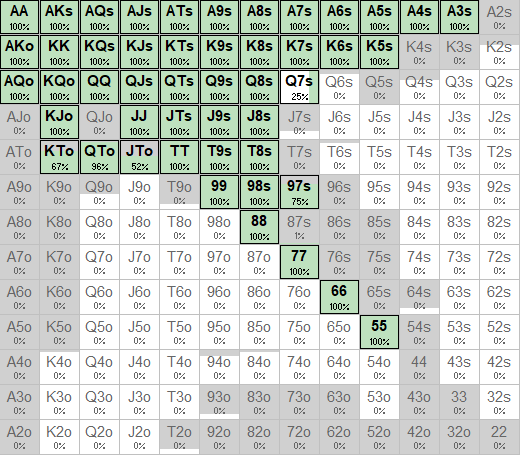 AA AKs AQs AJs ATs A9s A8s A7s A6s A5s A4s A3s A2s
100% 100% 100% 100% 100% 100% 100% 100% 100% 100% 100% 100% 0%
AKo KK KQs KJs KTs K9s K8s K7s K6s K5s K4s K3s K2s
100% 100% 100% 100% 100% 100% 100% 100% 100% 100% 0% 0% 0%
AQo KQo QQ QJs QTs Q9s Q8s Q7s Q6s Q5s Q4s Q3s Q2s
100% 100% 100% 100% 100% 100% 100% 25% 0% 0% 0% 0% 0%
AJo KJo QJo JJ JTs J9s J8s J7s J6s J5s J4s J3s J2s
0% 100% 0% 100% 100% 100% 100% 0% 0% 0% 0% 0% 0%
ATo KTo QTo JTo TT T9s T8s T7s T6s T5s T4s T3s T2s
0% 67% 96% 52% 100% 100% 100% 0% 0% 0% 0% 0% 0%
A9o K9o Q9o J9o T9o 99 98s 97s 96s 95s 94s 93s 92s
0% 0% 0% 0% 0% 100% 100% 75% 0% 0% 0% 0% 0%
A8o K8o Q8o J8o T8o 98o 88 87s 86s 85s 84s 83s 82s
0% 0% 0% 0% 0% 0% 100% 1% 0% 0% 0% 0% 0%
A7o K7o Q7o J7o T7o 97o 87o 77 76s 75s 74s 73s 72s
0% 0% 0% 0% 0% 0% 0% 100% 0% 0% 0% 0% 0%
A6o K6o Q6o J6o T6o 96o 86o 76o 66 65s 64s 63s 62s
0% 0% 0% 0% 0% 0% 0% 0% 100% 0% 0% 0% 0%
A5o K5o Q5o J5o T5o 95o 85o 75o 65o 55 54s 53s 52s
0% 0% 0% 0% 0% 0% 0% 0% 0% 100% 0% 0% 0%
A4o K4o Q4o J4o T4o 94o 84o 74o 64o 54o 44 43s 42s
0% 0% 0% 0% 0% 0% 0% 0% 0% 0% 0% 0% 0%
A3o K3o Q3o J3o T3o 93o 83o 73o 63o 53o 43o 33 32s
0% 0% 0% 0% 0% 0% 0% 0% 0% 0% 0% 0% 0%
A2o K2o Q2o J2o T2o 92o 82o 72o 62o 52o 42o 32o 22
0% 0% 0% 0% 0% 0% 0% 0% 0% 0% 0% 0% 0%